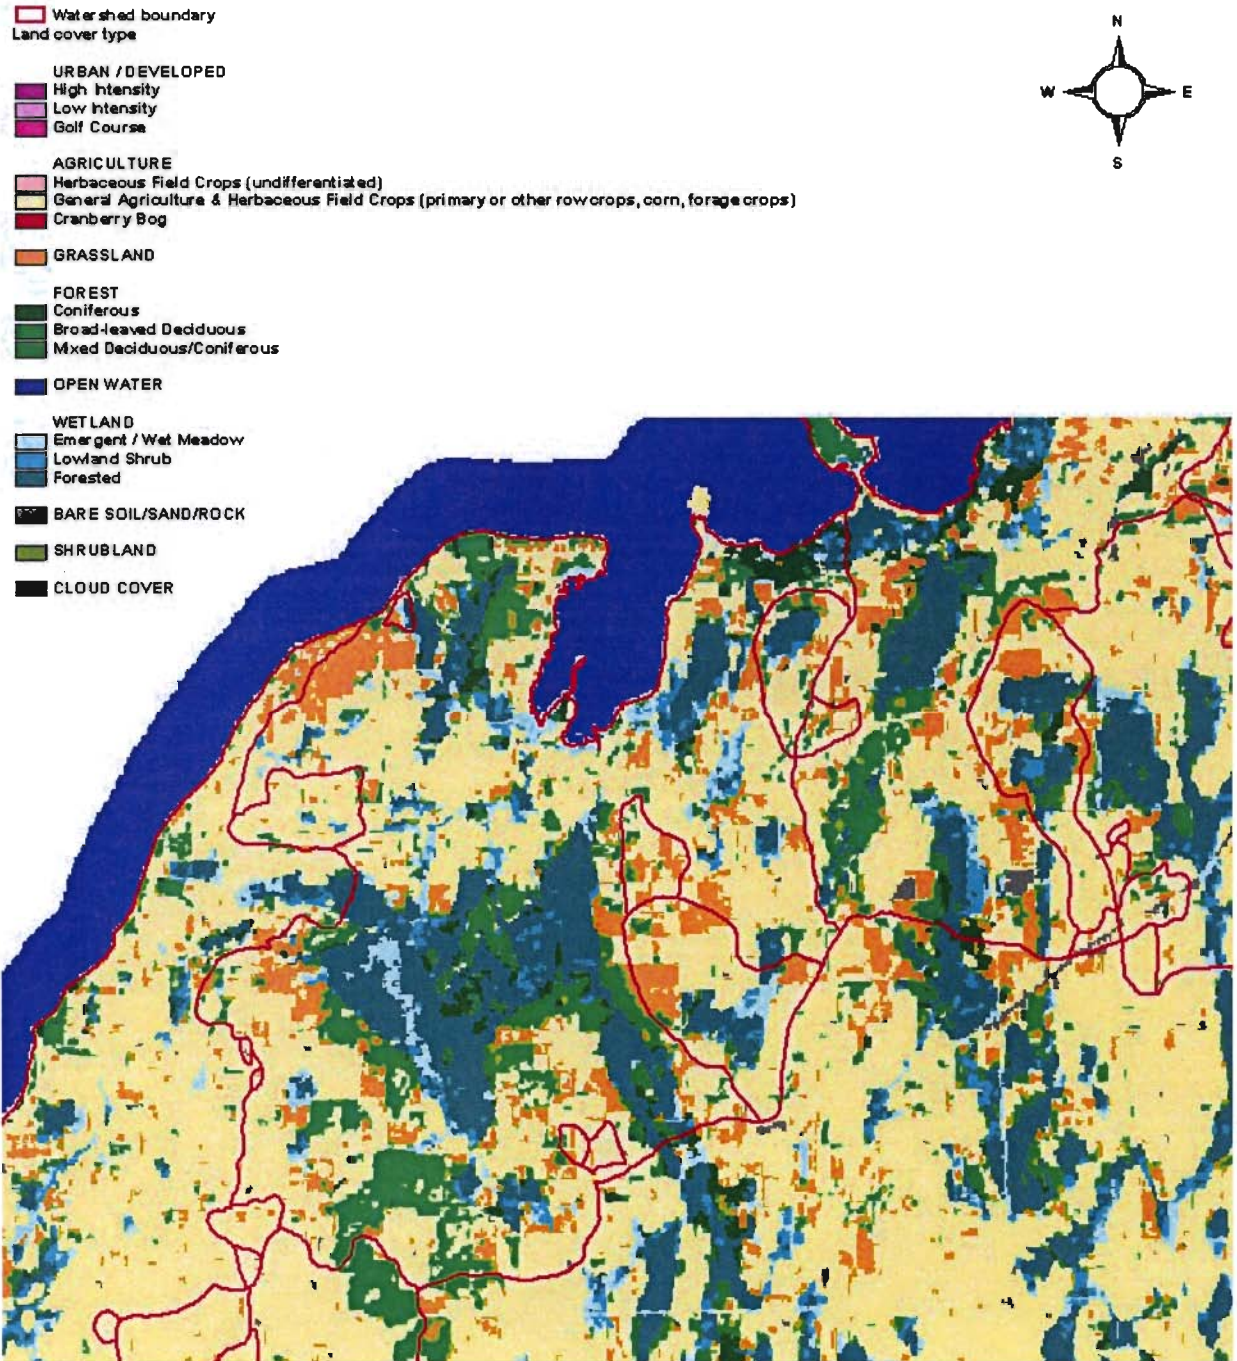 Watershed boundary
Land cover type
URBAN / DEVELOPED
High Intensity
Low Intensity
Golf Course
AGRICULTURE
Herbaceous Field Crops (undifferentiated)
General Agriculture & Herbaceous Field Crops (primary or other row crops, corn, forage crops)
Cranberry Bog
GRASSLAND
FOREST
Coniferous
Broad-leaved Deciduous
Mixed Deciduous/Coniferous
OPEN WATER
WETLAND
Emergent / Wet Meadow
Lowland Shrub
Forested
BARE SOIL/SAND/ROCK
SHRUBLAND
CLOUD COVER
N
W E
S